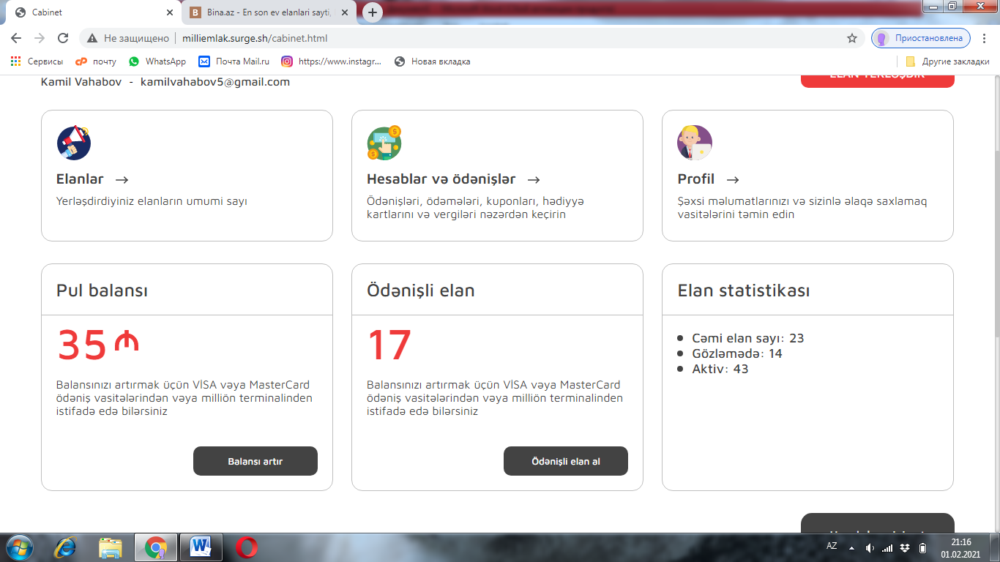 Cabinet
Bina.az - En son ev elanlari sayti,
Не защищено
milliemlak.surge.sh/cabinet.html
Приостановлена
Сервисы
почту
WhatsApp
Почта Mail.ru
https://www.instagr...
Новая вкладка
Другие закладки
Kamil Vahabov - kamilvahabov5@gmail.com
Elanlar →
Yerləşdirdiyiniz elanların umumi sayı
Hesablar və ödənişlər →
Ödənişləri, ödəmələri, kuponları, hədiyyə
kartlarını və vergiləri nəzərdən keçirin
Profil →
Şəxsi məlumatlarınızı və sizinlə əlaqə saxlamaq
vasitələrini təmin edin
Pul balansı
35 ₼
Balansınızı artırmak üçün VİSA vəya MasterCard
ödəniş vasitələrindən vəya milliön terminalinden
istifadə edə bilərsiniz
Balansı artır
Ödənişli elan
17
Balansınızı artırmak üçün VİSA vəya MasterCard
ödəniş vasitələrindən vəya milliön terminalinden
istifadə edə bilərsiniz
Ödənişli elan al
Elan statistikası
Cəmi elan sayı: 23
Gözləmədə: 14
Aktiv: 43
AZ
21:16
01.02.2021